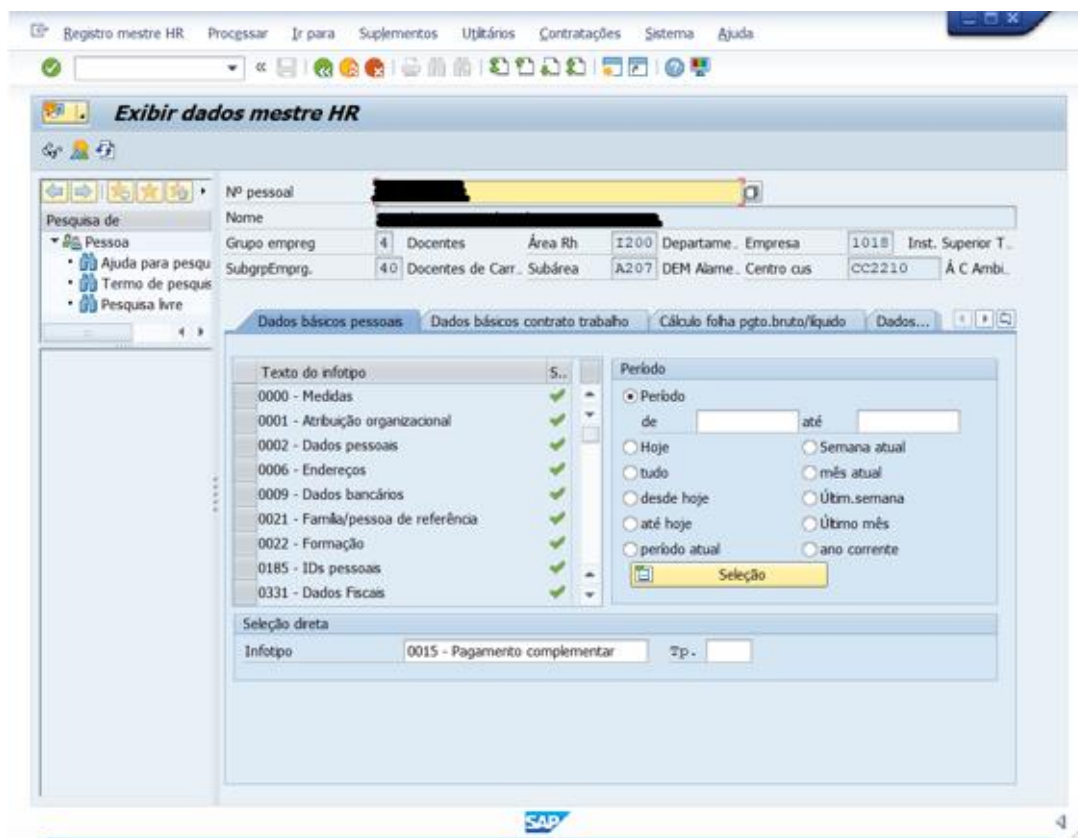 Registro mestre HR Processar Ir para Suplementos Utilitários Contratações Sistema Ajuda
Exibir dados mestre HR
Pesquisa de
Pessoa
Ajuda para pesqu
Termo de pesquis
Pesquisa livre
Nº pessoal
Nome
Grupo empreg 4 Docentes Área Rh I200 Departame.. Empresa 1018 Inst. Superior T..
SubgrpEmprg. 40 Docentes de Carr.. Subárea A207 DEM Alame.. Centro cus CC2210 Á C Ambi..
Dados básicos pessoais Dados básicos contrato trabalho Cálculo folha pgto.bruto/líquido Dados...
Texto do infotipo S..
0000 - Medidas
0001 - Atribuição organizacional
0002 - Dados pessoais
0006 - Endereços
0009 - Dados bancários
0021 - Família/pessoa de referência
0022 - Formação
0185 - IDs pessoais
0331 - Dados Fiscais
Período
Período
de até
Hoje Semana atual
tudo mês atual
desde hoje Últim.semana
até hoje Último mês
período atual ano corrente
Seleção
Seleção direta
Infotipo 0015 - Pagamento complementar Tp.
SAP